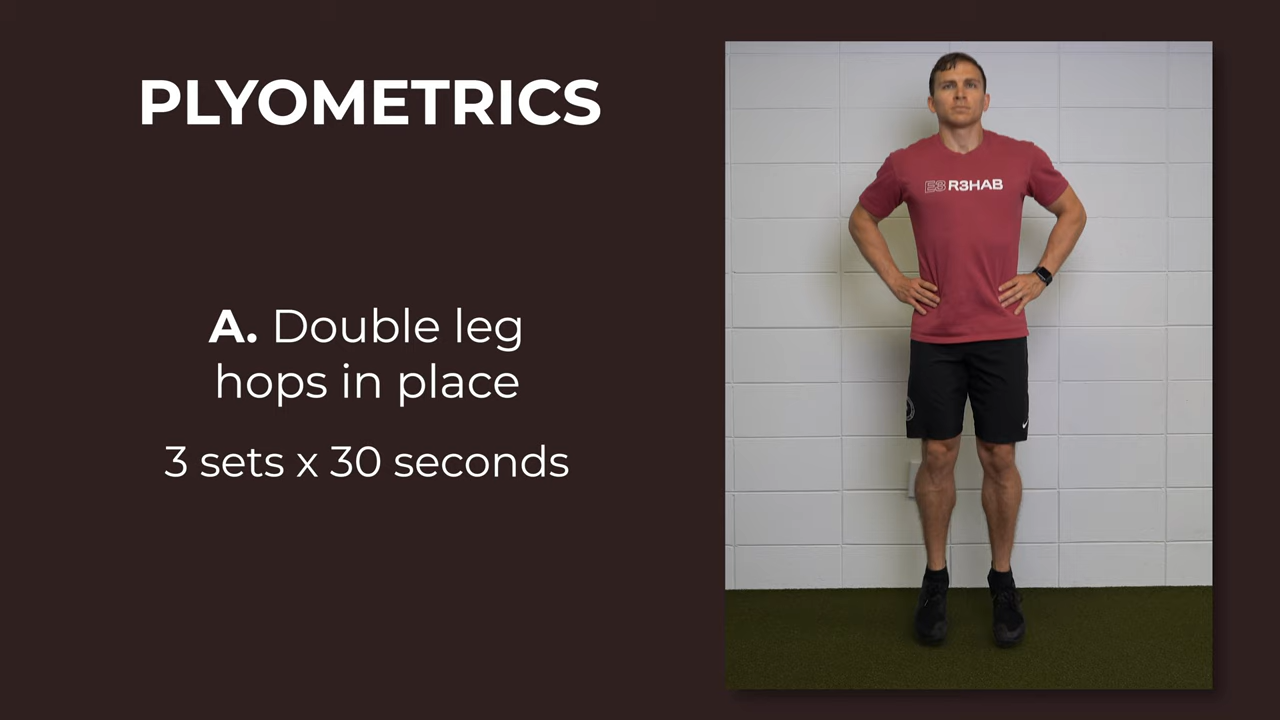 PLYOMETRICS
A. Double leg
hops in place
3 sets x 30 seconds
E3 R3HAB